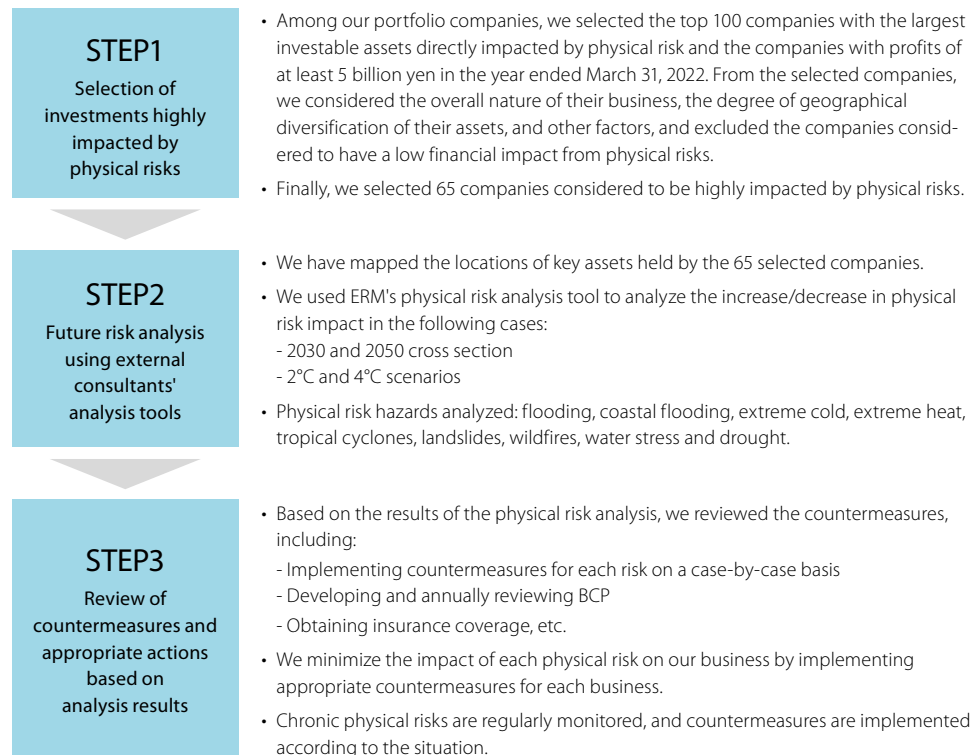 STEP1
Selection of
investments highly
impacted by
physical risks
• Among our portfolio companies, we selected the top 100 companies with the largest
investable assets directly impacted by physical risk and the companies with profits of
at least 5 billion yen in the year ended March 31, 2022. From the selected companies,
we considered the overall nature of their business, the degree of geographical
diversification of their assets, and other factors, and excluded the companies consid-
ered to have a low financial impact from physical risks.
• Finally, we selected 65 companies considered to be highly impacted by physical risks.
STEP2
Future risk analysis
using external
consultants'
analysis tools
• We have mapped the locations of key assets held by the 65 selected companies.
• We used ERM's physical risk analysis tool to analyze the increase/decrease in physical
risk impact in the following cases:
- 2030 and 2050 cross section
- 2°C and 4°C scenarios
• Physical risk hazards analyzed: flooding, coastal flooding, extreme cold, extreme heat,
tropical cyclones, landslides, wildfires, water stress and drought.
STEP3
Review of
countermeasures and
appropriate actions
based on
analysis results
• Based on the results of the physical risk analysis, we reviewed the countermeasures,
including:
- Implementing countermeasures for each risk on a case-by-case basis
- Developing and annually reviewing BCP
- Obtaining insurance coverage, etc.
• We minimize the impact of each physical risk on our business by implementing
appropriate countermeasures for each business.
• Chronic physical risks are regularly monitored, and countermeasures are implemented
according to the situation.